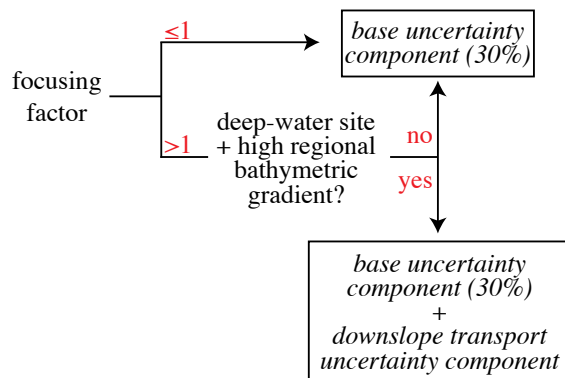 ≤1
base uncertainty
component (30%)
focusing
factor
>1
deep-water site
+ high regional
bathymetric
gradient?
no
yes
base uncertainty
component (30%)
+
downslope transport
uncertainty component